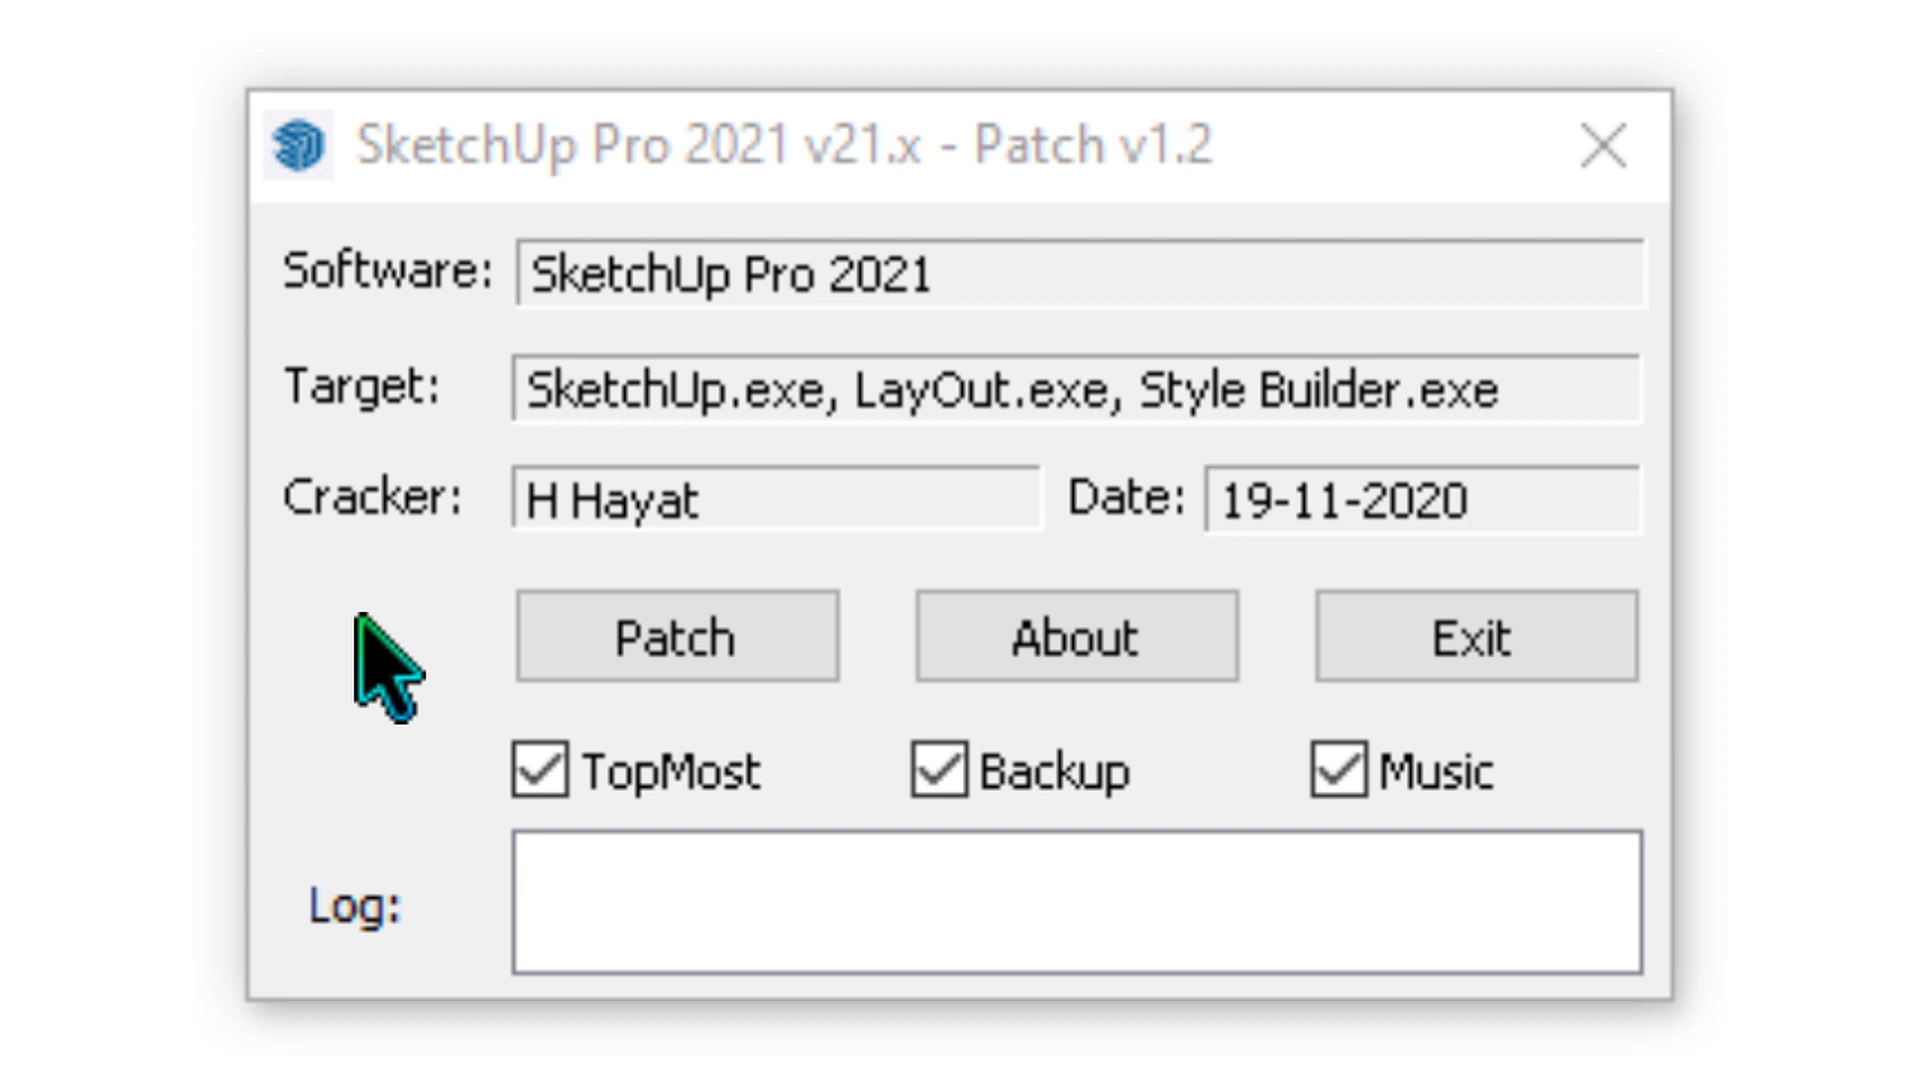 SketchUp Pro 2021 v21.x - Patch v1.2
Software: SketchUp Pro 2021
Target: SketchUp.exe, LayOut.exe, Style Builder.exe
Cracker: H Hayat Date: 19-11-2020
Patch About Exit
TopMost Backup Music
Log: